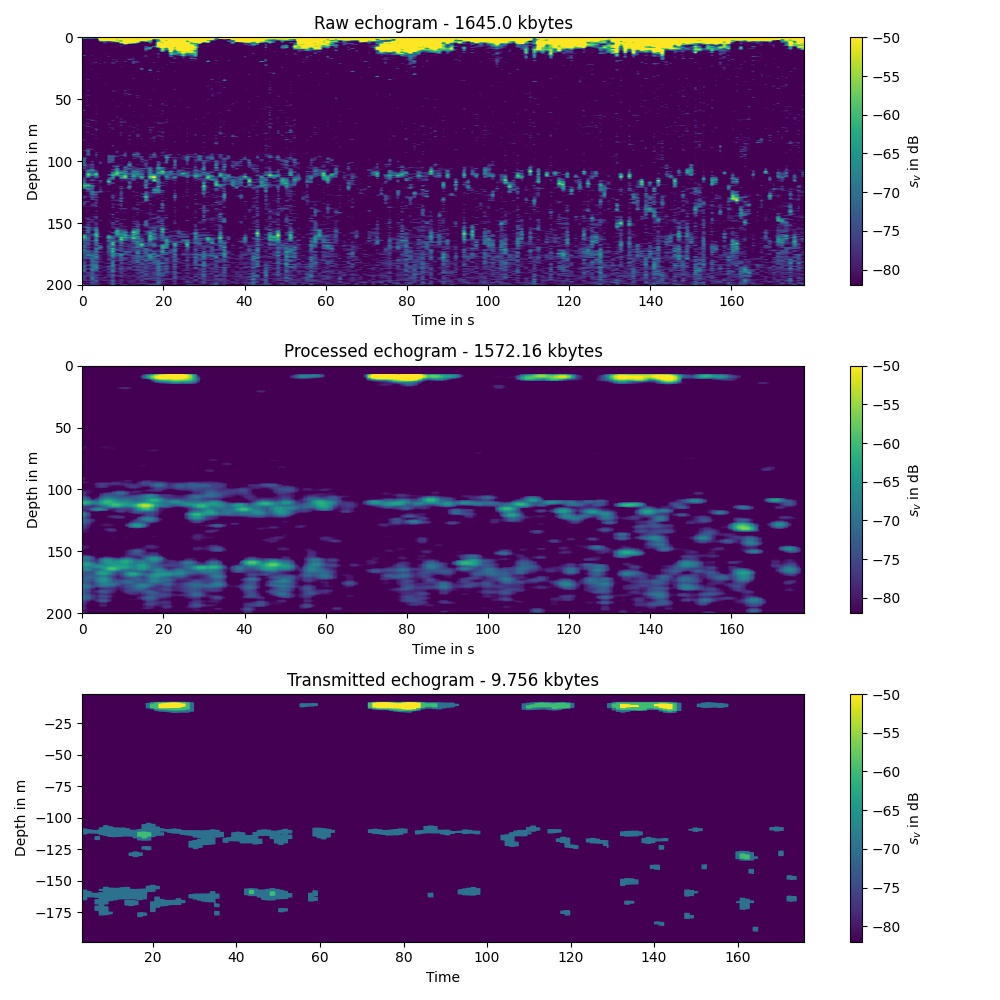 Raw echogram - 1645.0 kbytes
0
50
100
150
200
Depth in m
0 20 40 60 80 100 120 140 160
Time in s
−50
−55
−60
−65
−70
−75
−80
s_v in dB
Processed echogram - 1572.16 kbytes
0
50
100
150
200
Depth in m
0 20 40 60 80 100 120 140 160
Time in s
−50
−55
−60
−65
−70
−75
−80
s_v in dB
Transmitted echogram - 9.756 kbytes
−25
−50
−75
−100
−125
−150
−175
Depth in m
20 40 60 80 100 120 140 160
Time
−50
−55
−60
−65
−70
−75
−80
s_v in dB